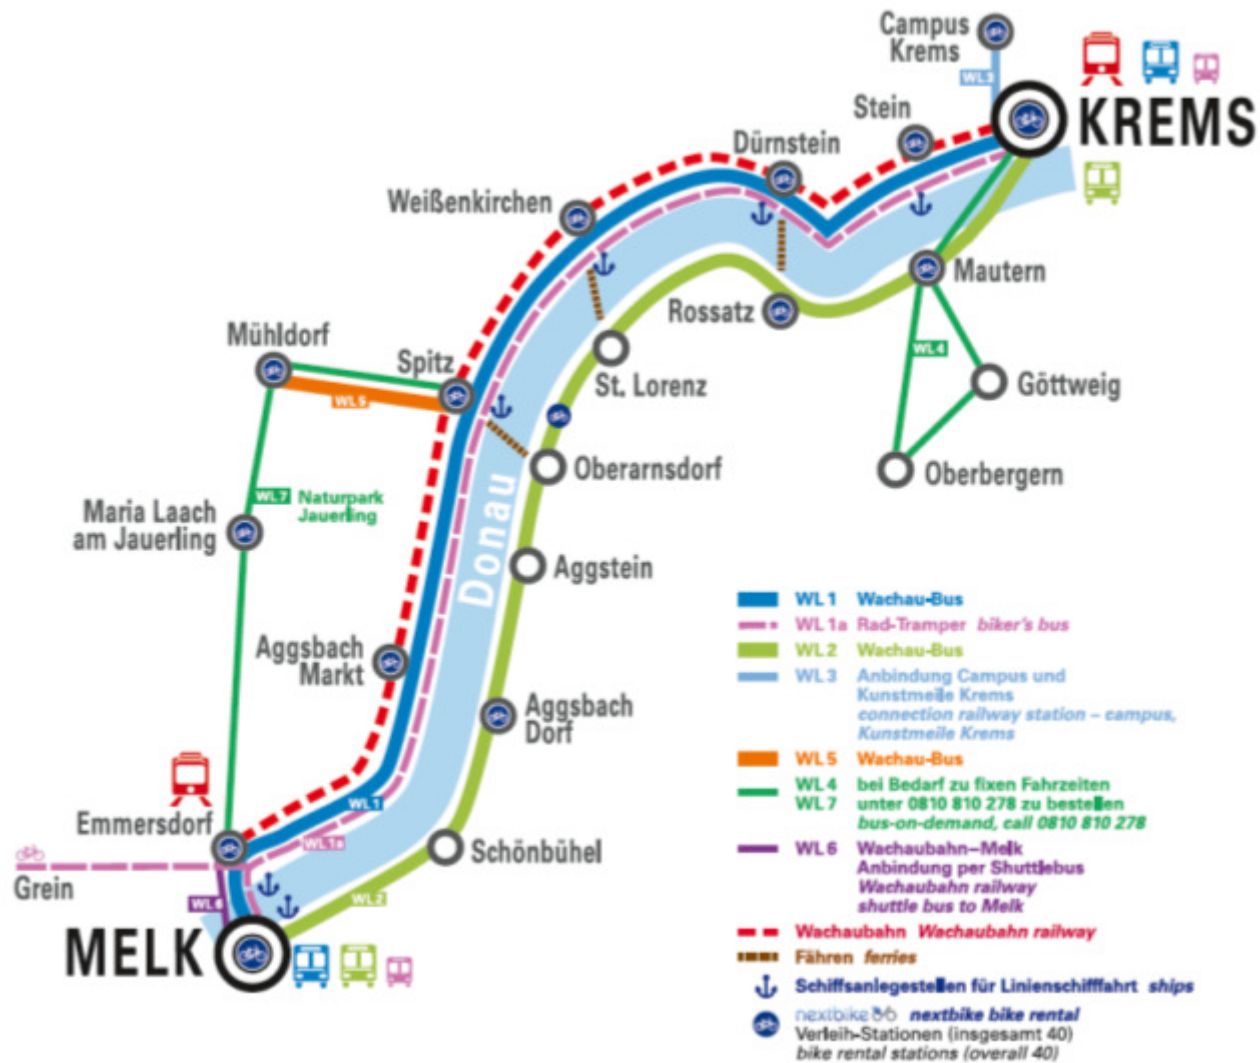 Campus
Krems
WL3
KREMS
Stein
Dürnstein
Weißenkirchen
Mautern
Rossatz
Mühldorf
Spitz
WL5
St. Lorenz
WL4
Göttweig
Oberarnsdorf
Oberbergern
WL7 Naturpark
Jauerling
Maria Laach
am Jauerling
Donau
Aggstein
Aggsbach
Markt
Aggsbach
Dorf
WL1
Emmersdorf
WL1a
Schönbühel
Grein
WL6
WL2
MELK
WL1 Wachau-Bus
WL1a Rad-Tramper biker's bus
WL2 Wachau-Bus
WL3 Anbindung Campus und
Kunstmeile Krems
connection railway station – campus,
Kunstmeile Krems
WL5 Wachau-Bus
WL4 bei Bedarf zu fixen Fahrzeiten
WL7 unter 0810 810 278 zu bestellen
bus-on-demand, call 0810 810 278
WL6 Wachaubahn–Melk
Anbindung per Shuttlebus
Wachaubahn railway
shuttle bus to Melk
Wachaubahn Wachaubahn railway
Fähren ferries
Schiffsanlegestellen für Linienschifffahrt ships
nextbike nextbike bike rental
Verleih-Stationen (insgesamt 40)
bike rental stations (overall 40)